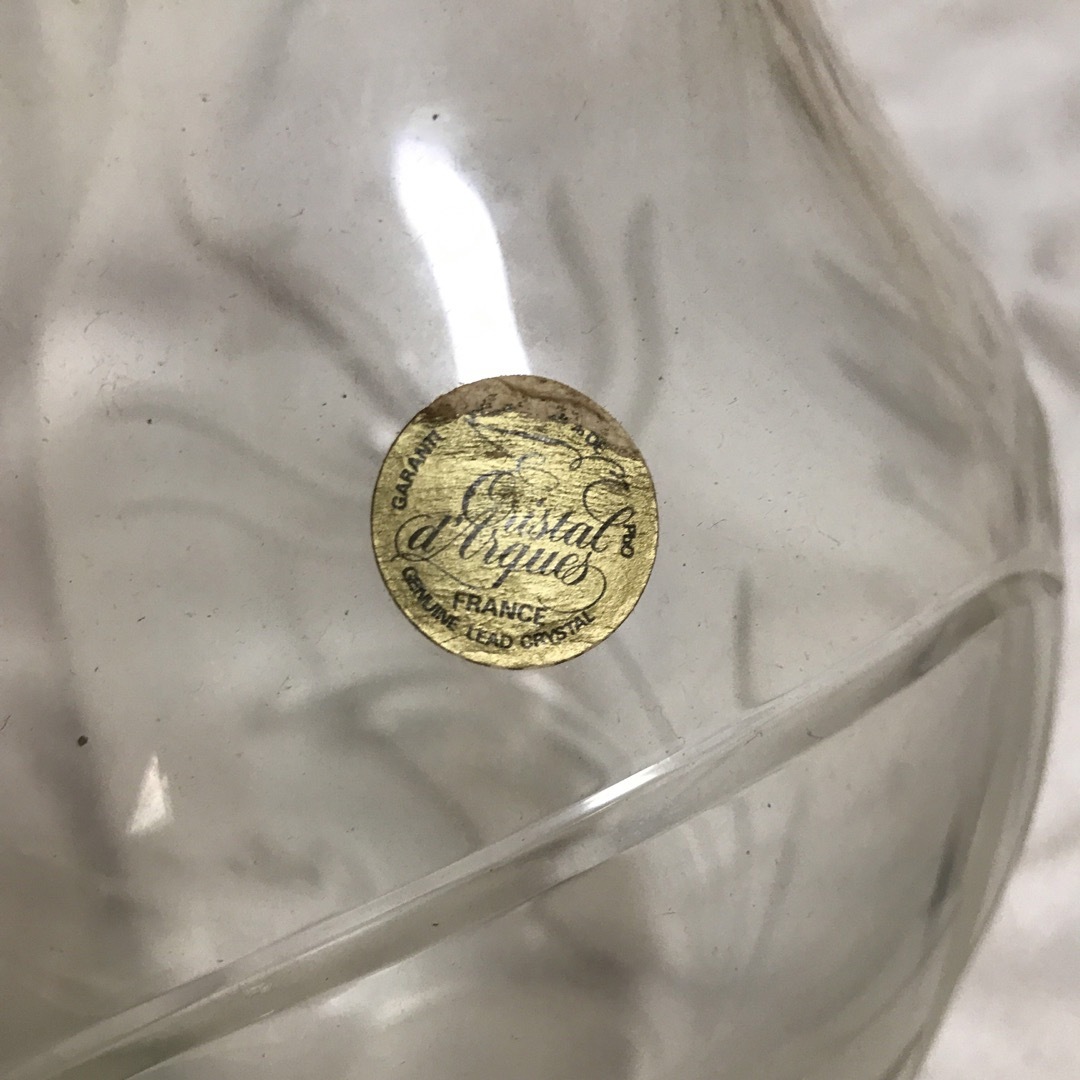 GARANTI
Cristal
d'Arques
FRANCE
GENUINE LEAD CRYSTAL